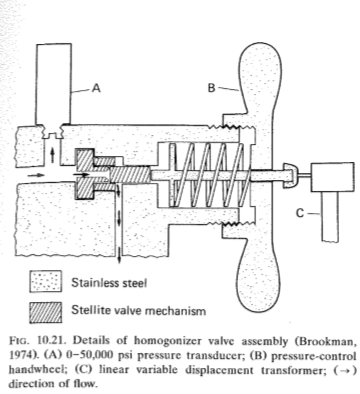 A
B
C
Stainless steel
Stellite valve mechanism
FIG. 10.21. Details of homogonizer valve assembly (Brookman,
1974). (A) 0–50,000 psi pressure transducer; (B) pressure-control
handwheel; (C) linear variable displacement transformer; (→)
direction of flow.